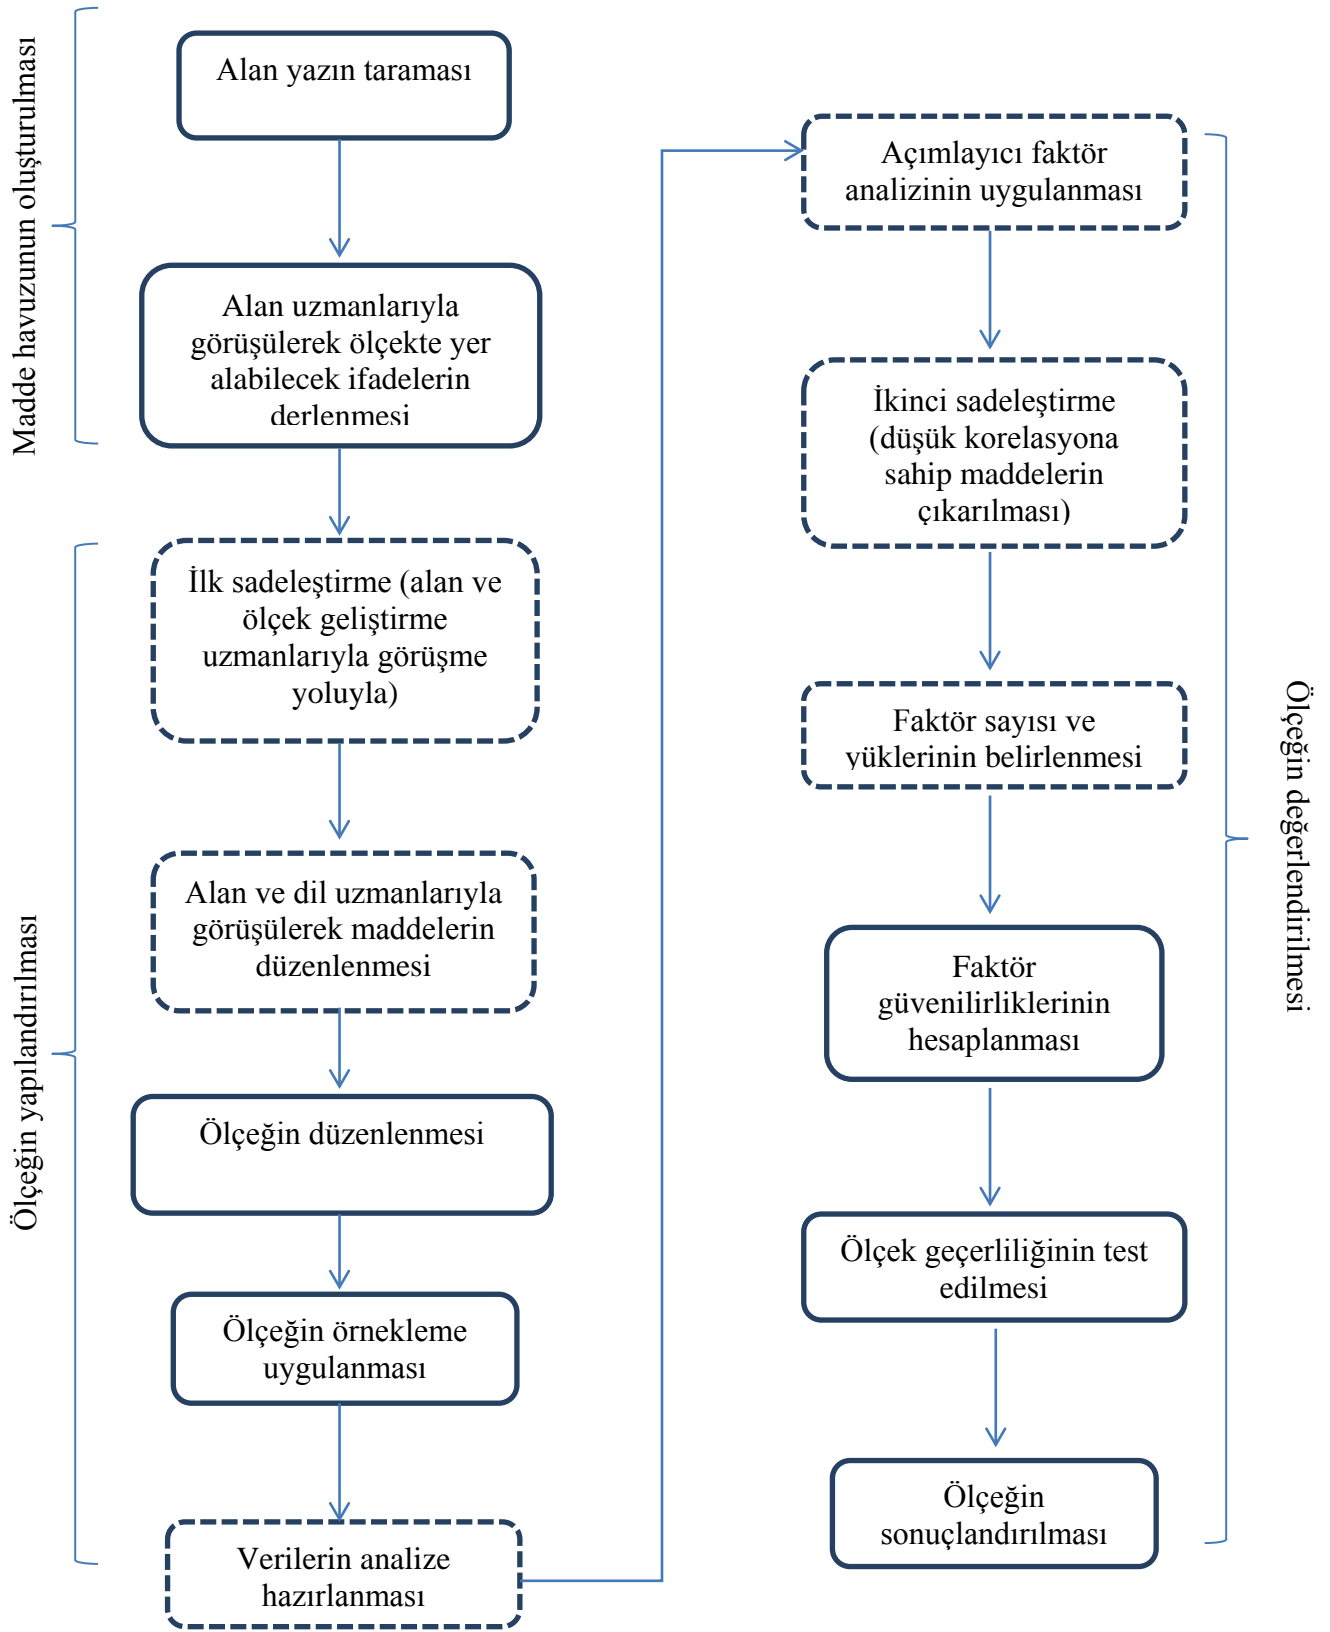 Madde havuzunun oluşturulması
Alan yazın taraması
Alan uzmanlarıyla
görüşülerek ölçekte yer
alabilecek ifadelerin
derlenmesi
Ölçeğin yapılandırılması
İlk sadeleştirme (alan ve
ölçek geliştirme
uzmanlarıyla görüşme
yoluyla)
Alan ve dil uzmanlarıyla
görüşülerek maddelerin
düzenlenmesi
Ölçeğin düzenlenmesi
Ölçeğin örnekleme
uygulanması
Verilerin analize
hazırlanması
Açımlayıcı faktör
analizinin uygulanması
İkinci sadeleştirme
(düşük korelasyona
sahip maddelerin
çıkarılması)
Faktör sayısı ve
yüklerinin belirlenmesi
Faktör
güvenilirliklerinin
hesaplanması
Ölçek geçerliliğinin test
edilmesi
Ölçeğin
sonuçlandırılması
Ölçeğin değerlendirilmesi